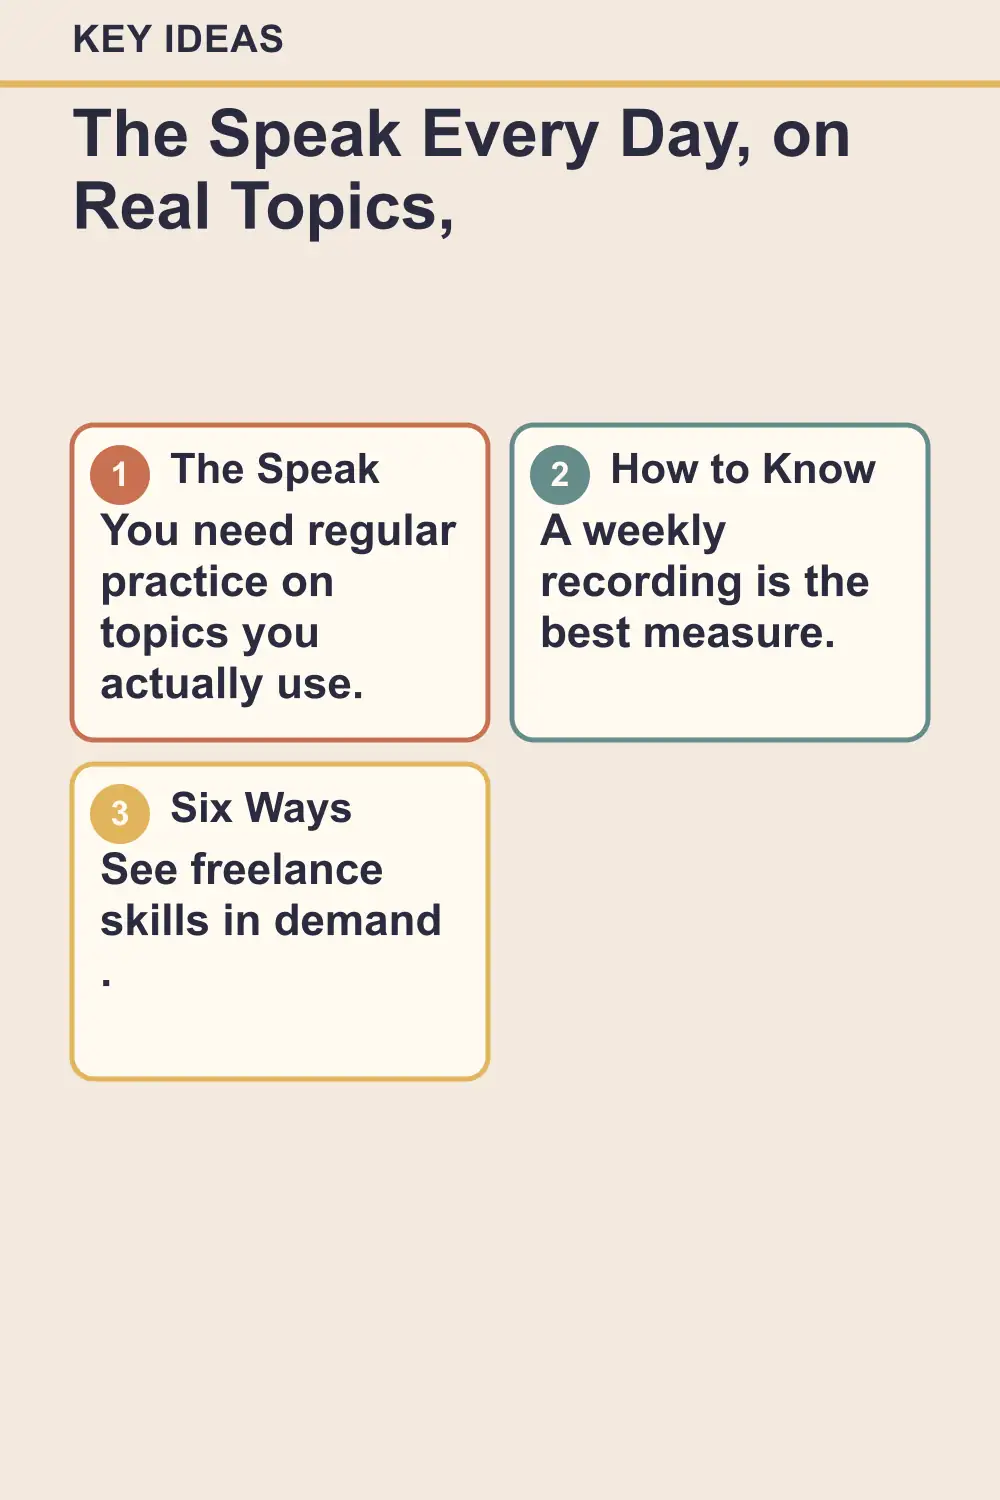 KEY IDEAS
The Speak Every Day, on
Real Topics,
1
The Speak
You need regular
practice on
topics you
actually use.
2
How to Know
A weekly
recording is the
best measure.
3
Six Ways
See freelance
skills in demand
.